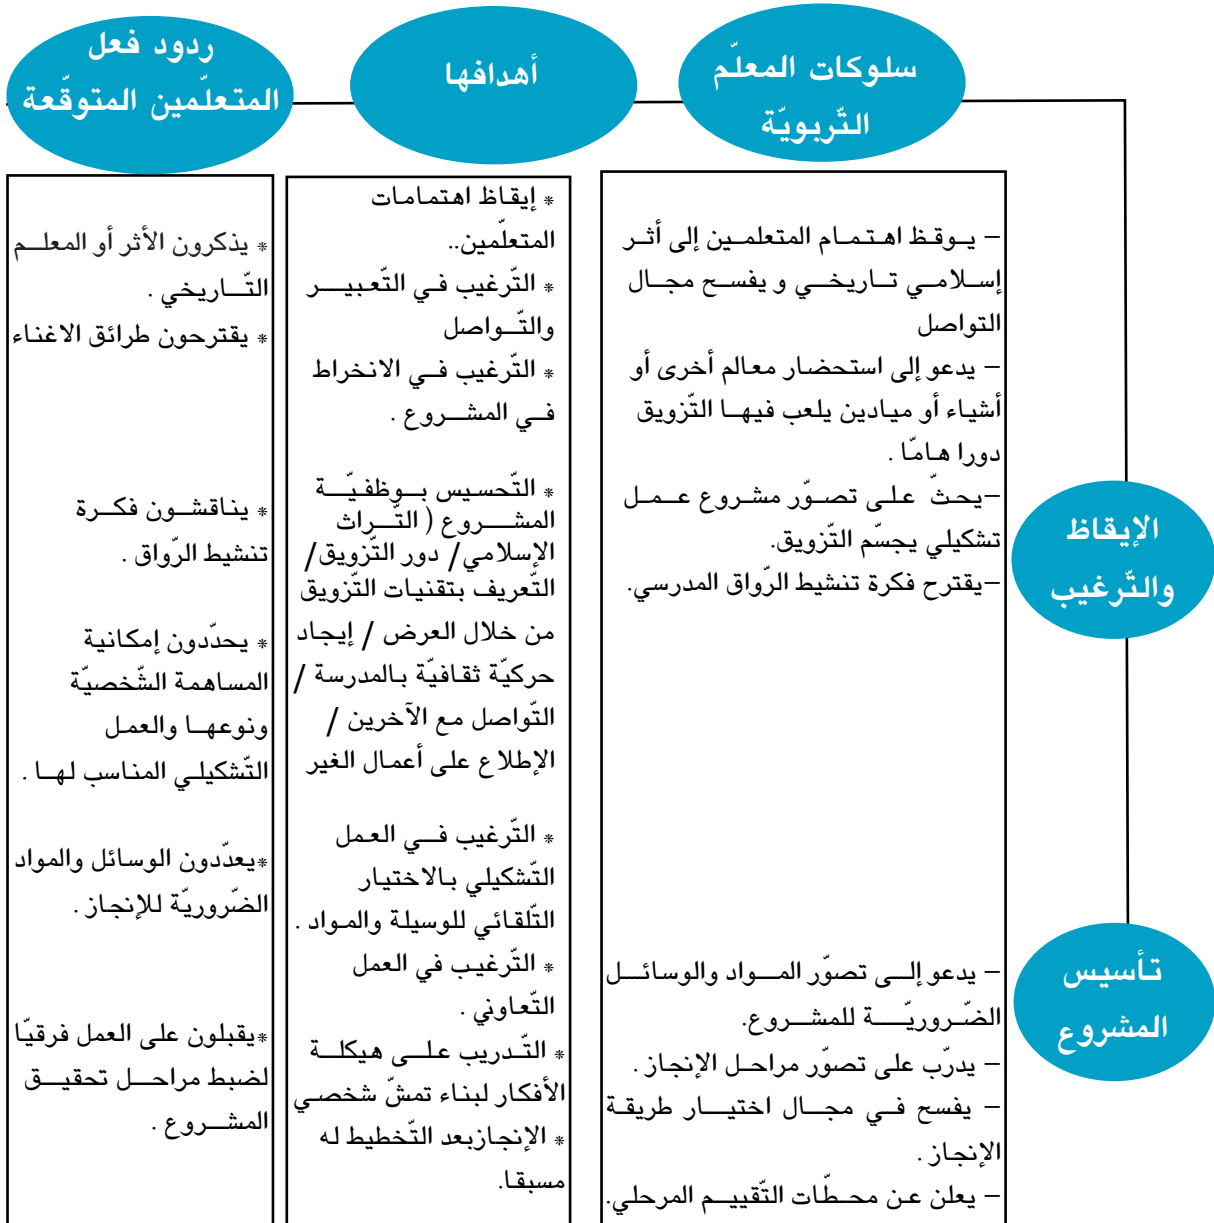 سلوكات المعلّم
التّربويّة
أهدافها
ردود فعل
المتعلّمين المتوقّعة
الإيقاظ
والتّرغيب
– يوقظ اهتمام المتعلمين إلى أثر
إسلامي تاريخي و يفسح مجال
التواصل
– يدعو إلى استحضار معالم أخرى أو
أشياء أو ميادين يلعب فيها التّزويق
دورا هامّا .
–يحثّ على تصوّر مشروع عمل
تشكيلي يجسّم التّزويق.
–يقترح فكرة تنشيط الرّواق المدرسي.
* إيقاظ اهتمامات
المتعلّمين..
* التّرغيب في التّعبير
والتّواصل
* التّرغيب في الانخراط
في المشروع .
* التّحسيس بوظفيّة
المشروع ( التّراث
الإسلامي/ دور التّزويق/
التّعريف بتقنيات التّزويق
من خلال العرض / إيجاد
حركيّة ثقافيّة بالمدرسة /
التّواصل مع الآخرين /
الإطلاع على أعمال الغير
* يذكرون الأثر أو المعلم
التّاريخي .
* يقترحون طرائق الاغناء
* يناقشون فكرة
تنشيط الرّواق .
* يحدّدون إمكانية
المساهمة الشّخصيّة
ونوعها والعمل
التّشكيلي المناسب لها .
تأسيس
المشروع
– يدعو إلى تصوّر المواد والوسائل
الضّروريّة للمشروع.
– يدرّب على تصوّر مراحل الإنجاز .
– يفسح في مجال اختيار طريقة
الإنجاز .
– يعلن عن محطّات التّقييم المرحلي.
* التّرغيب في العمل
التّشكيلي بالاختيار
التّلقائي للوسيلة والمواد .
* التّرغيب في العمل
التّعاوني .
* التّدريب على هيكلة
الأفكار لبناء تمشّ شخصي
* الإنجازبعد التّخطيط له
مسبقا.
*يعدّدون الوسائل والمواد
الضّروريّة للإنجاز .
*يقبلون على العمل فرقيّا
لضبط مراحل تحقيق
المشروع .